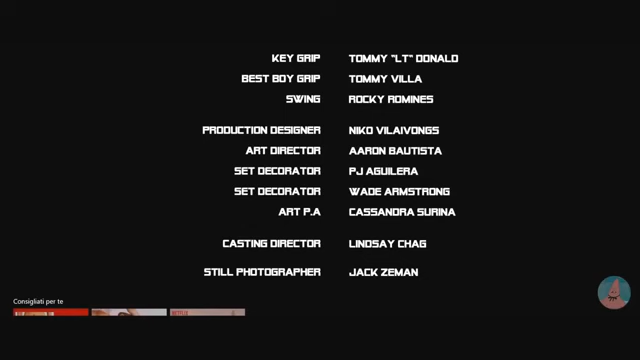 KEY GRIP TOMMY "LT" DONALD
BEST BOY GRIP TOMMY VILLA
SWING ROCKY ROMINES
PRODUCTION DESIGNER NIKO VILAIVONGS
ART DIRECTOR AARON BAUTISTA
SET DECORATOR PJ AGUILERA
SET DECORATOR WADE ARMSTRONG
ART P.A CASSANDRA SURINA
CASTING DIRECTOR LINDSAY CHAG
STILL PHOTOGRAPHER JACK ZEMAN
Consigliati per te
NETFLIX